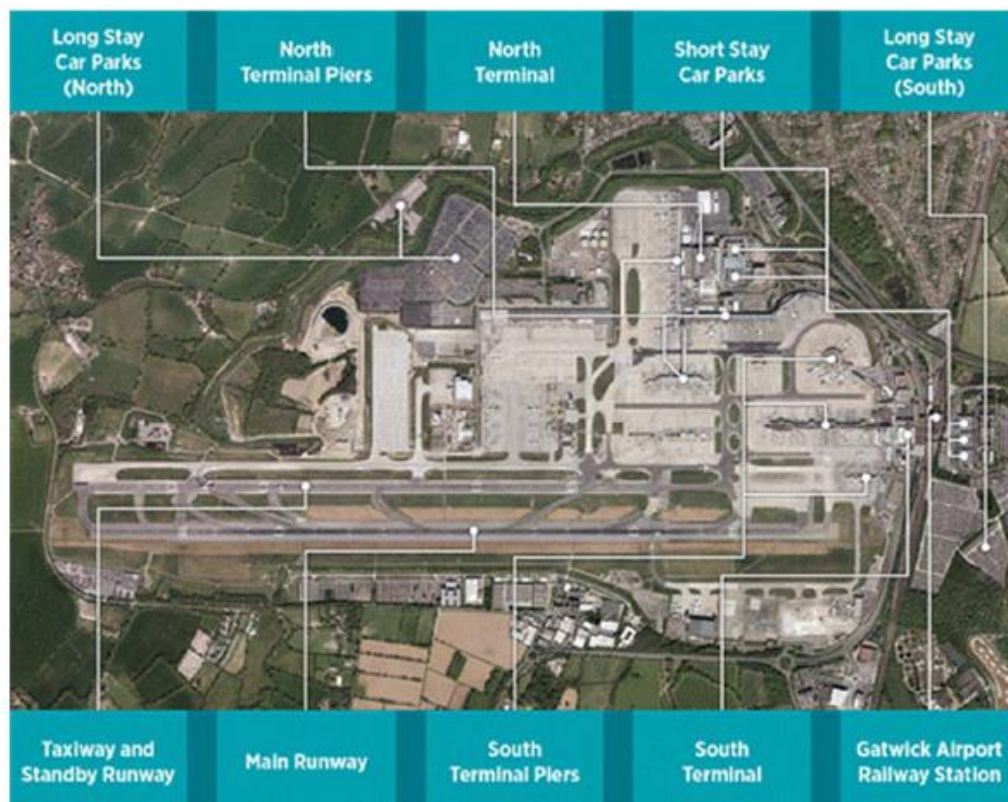 Long Stay
Car Parks
(North)
North
Terminal Piers
North
Terminal
Short Stay
Car Parks
Long Stay
Car Parks
(South)
Taxiway and
Standby Runway
Main Runway
South
Terminal Piers
South
Terminal
Gatwick Airport
Railway Station